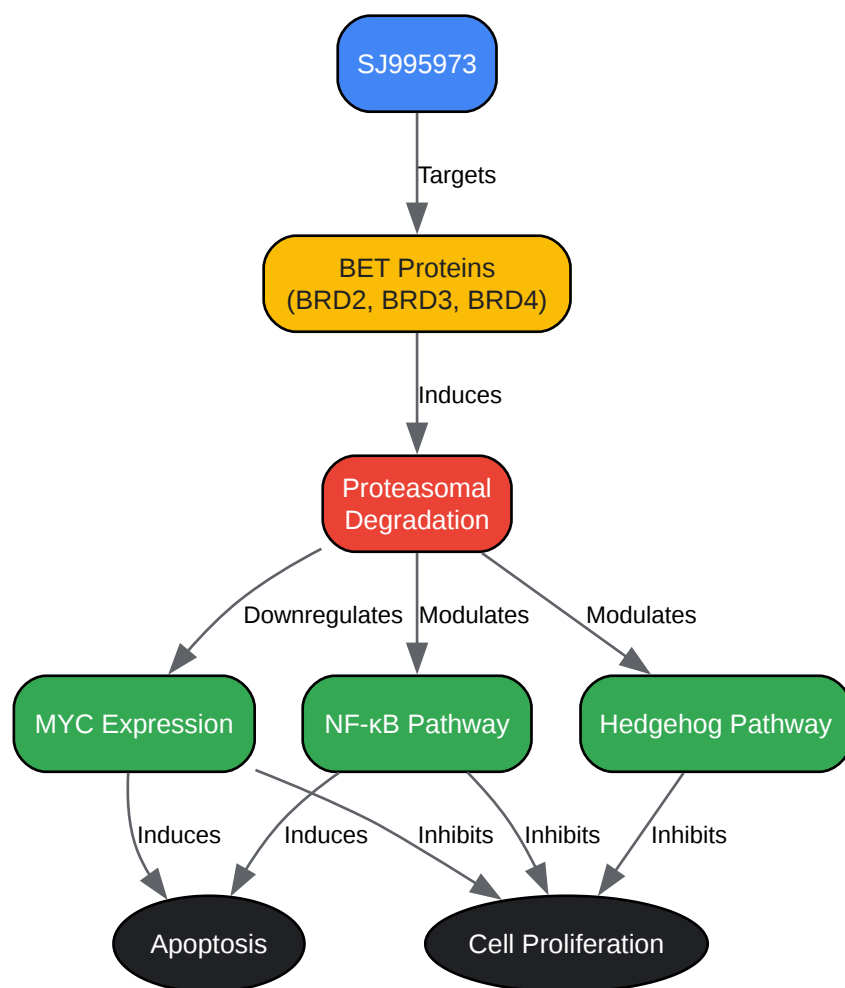 SJ995973
Targets
BET Proteins
(BRD2, BRD3, BRD4)
Induces
Proteasomal
Degradation
Downregulates
Modulates
Modulates
MYC Expression
NF-κB Pathway
Hedgehog Pathway
Induces
Induces
Inhibits
Inhibits
Inhibits
Apoptosis
Cell Proliferation